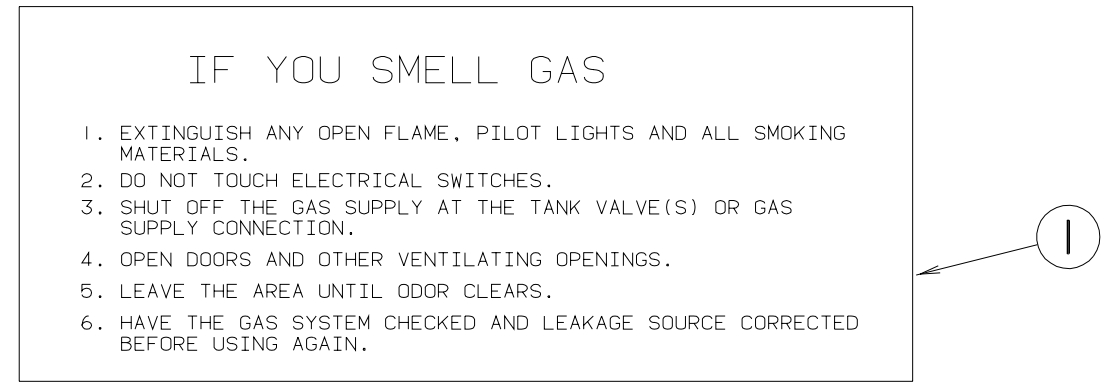 IF YOU SMELL GAS
1. EXTINGUISH ANY OPEN FLAME, PILOT LIGHTS AND ALL SMOKING
MATERIALS.
2. DO NOT TOUCH ELECTRICAL SWITCHES.
3. SHUT OFF THE GAS SUPPLY AT THE TANK VALVE(S) OR GAS
SUPPLY CONNECTION.
4. OPEN DOORS AND OTHER VENTILATING OPENINGS.
5. LEAVE THE AREA UNTIL ODOR CLEARS.
6. HAVE THE GAS SYSTEM CHECKED AND LEAKAGE SOURCE CORRECTED
BEFORE USING AGAIN.
1